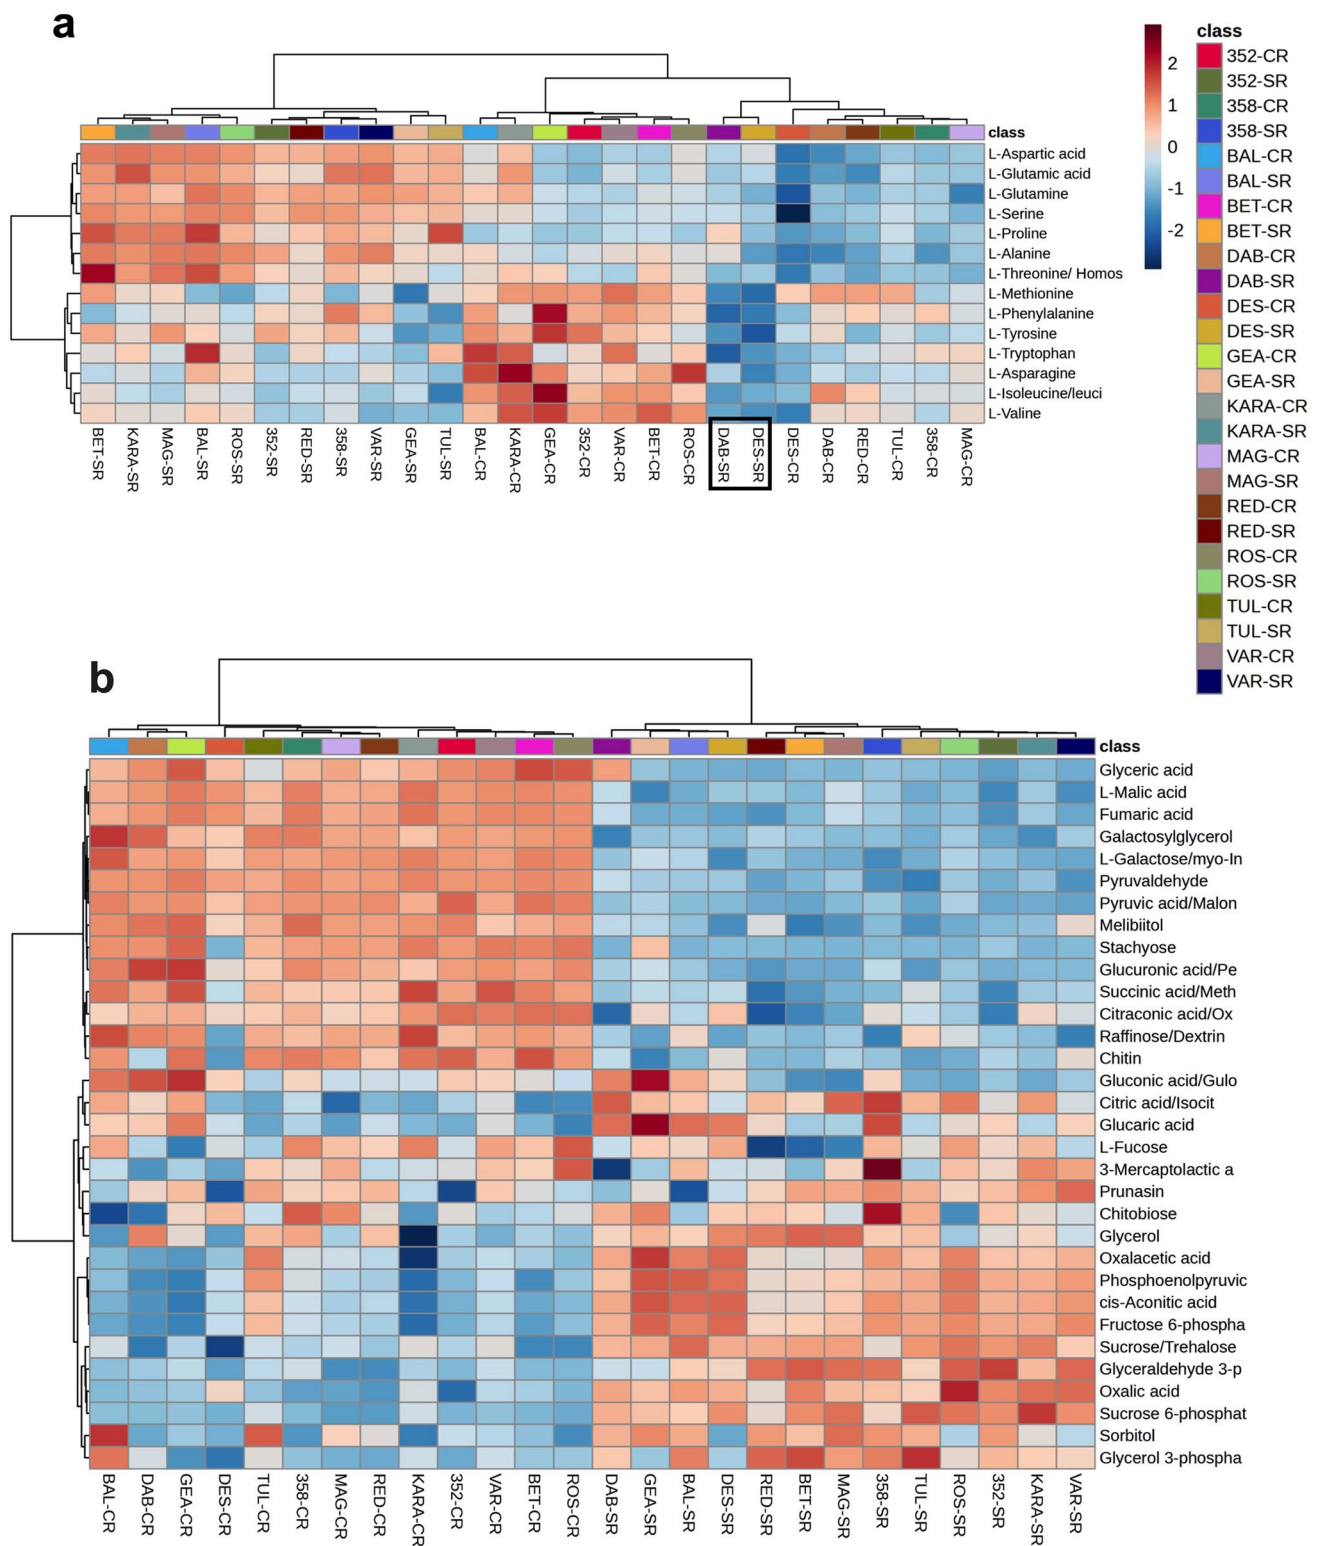 a
2
1
0
-1
-2
class
L-Aspartic acid
L-Glutamic acid
L-Glutamine
L-Serine
L-Proline
L-Alanine
L-Threonine/ Homos
L-Methionine
L-Phenylalanine
L-Tyrosine
L-Tryptophan
L-Asparagine
L-Isoleucine/leuci
L-Valine
BET-SR
KARA-SR
MAG-SR
BAL-SR
ROS-SR
352-SR
RED-SR
358-SR
VAR-SR
GEA-SR
TUL-SR
BAL-CR
KARA-CR
GEA-CR
352-CR
VAR-CR
BET-CR
ROS-CR
DAB-SR
DES-SR
DES-CR
DAB-CR
RED-CR
TUL-CR
358-CR
MAG-CR
class
352-CR
352-SR
358-CR
358-SR
BAL-CR
BAL-SR
BET-CR
BET-SR
DAB-CR
DAB-SR
DES-CR
DES-SR
GEA-CR
GEA-SR
KARA-CR
KARA-SR
MAG-CR
MAG-SR
RED-CR
RED-SR
ROS-CR
ROS-SR
TUL-CR
TUL-SR
VAR-CR
VAR-SR
b
class
Glyceric acid
L-Malic acid
Fumaric acid
Galactosylglycerol
L-Galactose/myo-In
Pyruvaldehyde
Pyruvic acid/Malon
Melibiitol
Stachyose
Glucuronic acid/Pe
Succinic acid/Meth
Citraconic acid/Ox
Raffinose/Dextrin
Chitin
Gluconic acid/Gulo
Citric acid/Isocit
Glucaric acid
L-Fucose
3-Mercaptolactic a
Prunasin
Chitobiose
Glycerol
Oxalacetic acid
Phosphoenolpyruvic
cis-Aconitic acid
Fructose 6-phospha
Sucrose/Trehalose
Glyceraldehyde 3-p
Oxalic acid
Sucrose 6-phosphat
Sorbitol
Glycerol 3-phospha
BAL-CR
DAB-CR
GEA-CR
DES-CR
TUL-CR
358-CR
MAG-CR
RED-CR
KARA-CR
352-CR
VAR-CR
BET-CR
ROS-CR
DAB-SR
GEA-SR
BAL-SR
DES-SR
RED-SR
BET-SR
MAG-SR
358-SR
TUL-SR
ROS-SR
352-SR
KARA-SR
VAR-SR